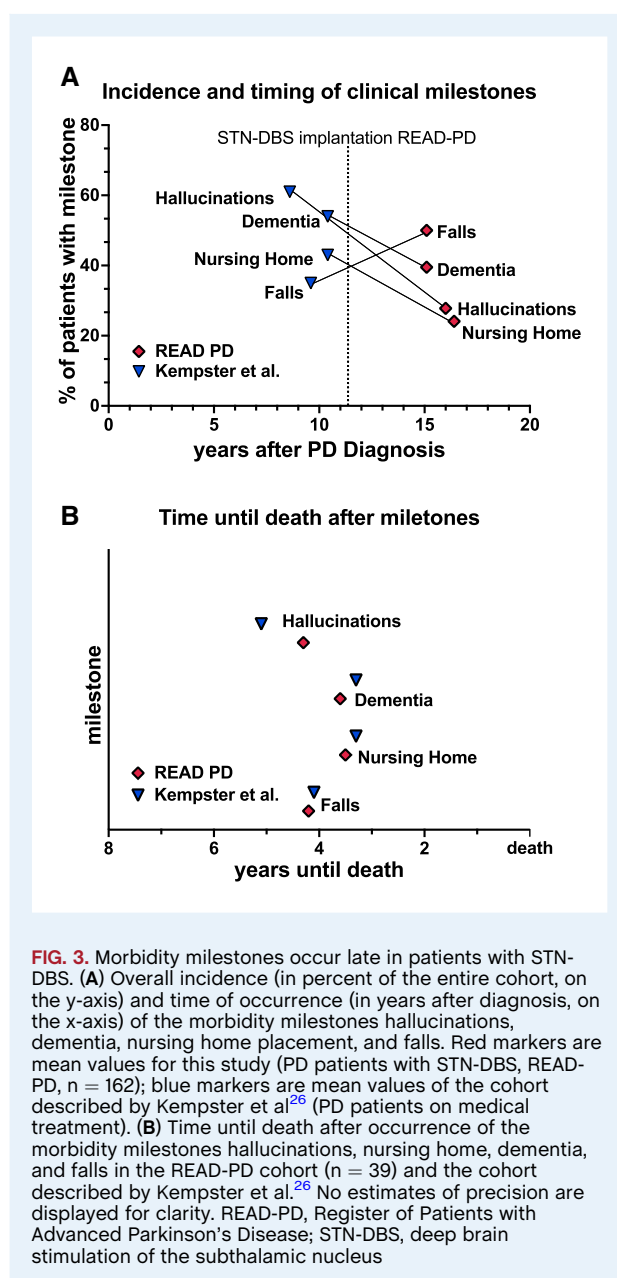 A
Incidence and timing of clinical milestones
% of patients with milestone
80
60
40
20
0
STN-DBS implantation READ-PD
Hallucinations
Dementia
Nursing Home
Falls
Falls
Dementia
Hallucinations
Nursing Home
READ PD
Kempster et al.
0 5 10 15 20
years after PD Diagnosis
B
Time until death after miletones
milestone
Hallucinations
Dementia
Nursing Home
Falls
READ PD
Kempster et al.
8 6 4 2 death
years until death
FIG. 3. Morbidity milestones occur late in patients with STN-
DBS. (A) Overall incidence (in percent of the entire cohort, on
the y-axis) and time of occurrence (in years after diagnosis, on
the x-axis) of the morbidity milestones hallucinations,
dementia, nursing home placement, and falls. Red markers are
mean values for this study (PD patients with STN-DBS, READ-
PD, n = 162); blue markers are mean values of the cohort
described by Kempster et al26 (PD patients on medical
treatment). (B) Time until death after occurrence of the
morbidity milestones hallucinations, nursing home, dementia,
and falls in the READ-PD cohort (n = 39) and the cohort
described by Kempster et al.26 No estimates of precision are
displayed for clarity. READ-PD, Register of Patients with
Advanced Parkinson's Disease; STN-DBS, deep brain
stimulation of the subthalamic nucleus